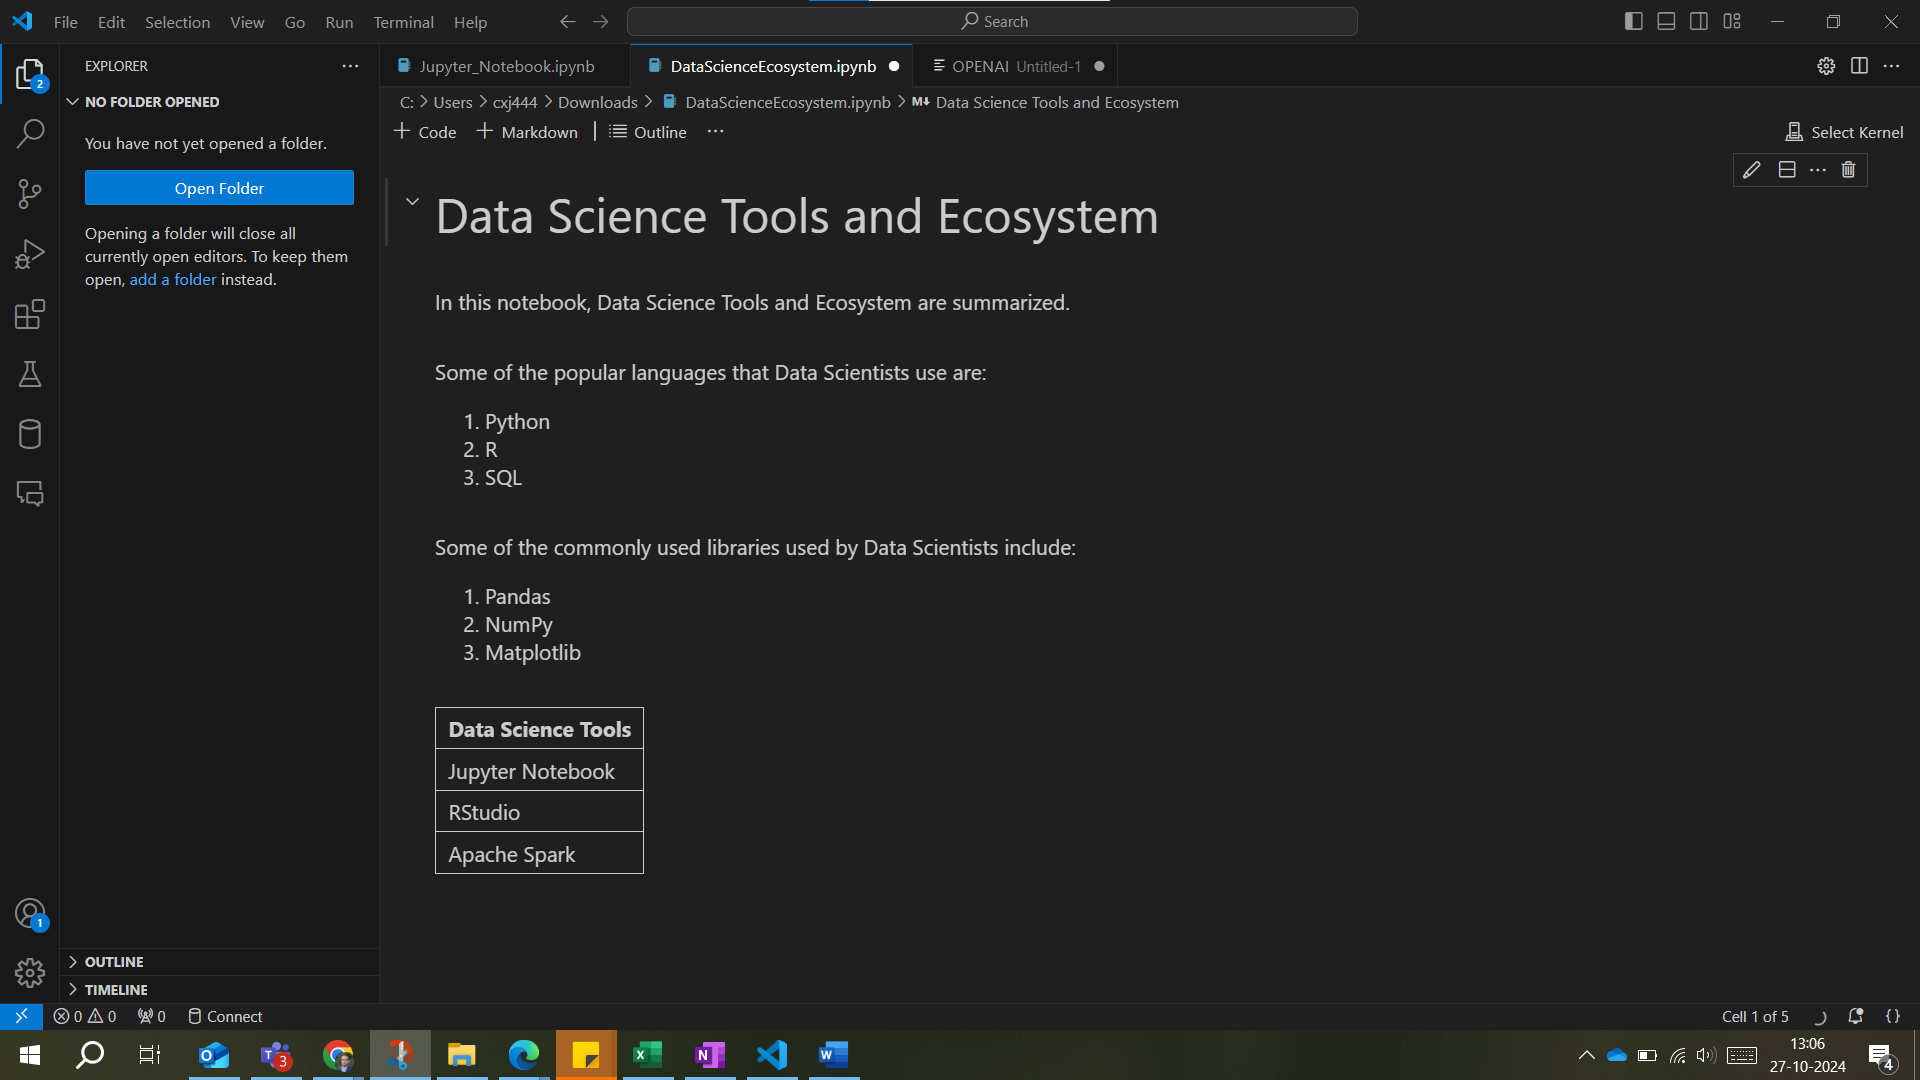 File Edit Selection View Go Run Terminal Help
Search
EXPLORER
2
NO FOLDER OPENED
You have not yet opened a folder.
Open Folder
Opening a folder will close all
currently open editors. To keep them
open, add a folder instead.
Jupyter_Notebook.ipynb
DataScienceEcosystem.ipynb
OPENAI Untitled-1
C: > Users > cxj444 > Downloads > DataScienceEcosystem.ipynb > M↓ Data Science Tools and Ecosystem
+ Code + Markdown | Outline ...
Select Kernel
Data Science Tools and Ecosystem
In this notebook, Data Science Tools and Ecosystem are summarized.
Some of the popular languages that Data Scientists use are:
1. Python
2. R
3. SQL
Some of the commonly used libraries used by Data Scientists include:
1. Pandas
2. NumPy
3. Matplotlib
Data Science Tools
Jupyter Notebook
RStudio
Apache Spark
1
OUTLINE
TIMELINE
0 0 0 Connect
Cell 1 of 5
3
13:06
27-10-2024
4